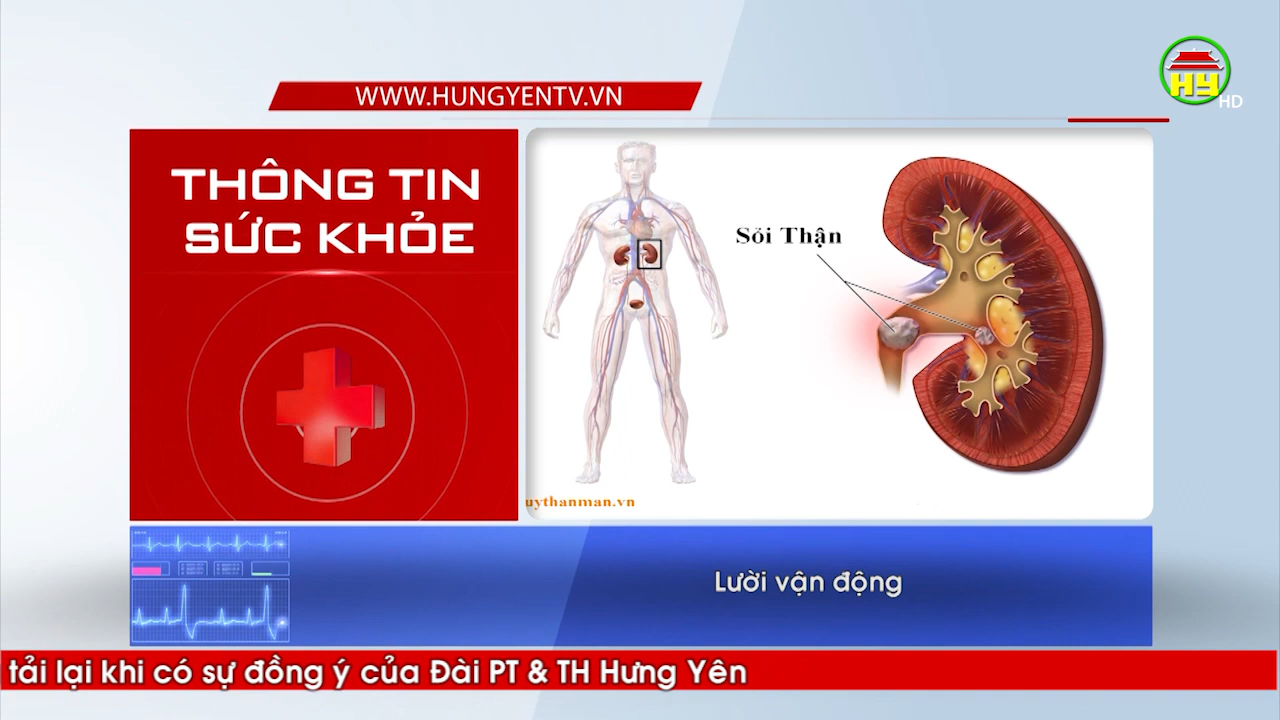 WWW.HUNGYENTV.VN
HY
HD
THÔNG TIN
SỨC KHỎE
Sỏi Thận
uythanman.vn
Lười vận động
tải lại khi có sự đồng ý của Đài PT & TH Hưng Yên